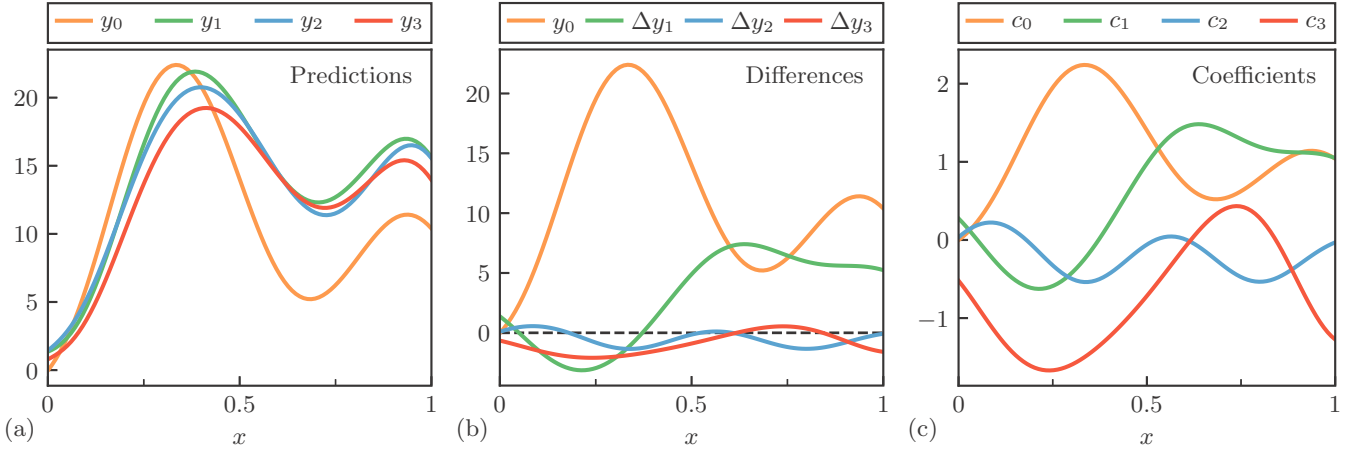 y₀ y₁ y₂ y₃
Predictions
20
15
10
5
0
0 0.5 1
x
(a)
y₀ Δy₁ Δy₂ Δy₃
Differences
20
15
10
5
0
0 0.5 1
x
(b)
c₀ c₁ c₂ c₃
Coefficients
2
1
0
−1
0 0.5 1
x
(c)